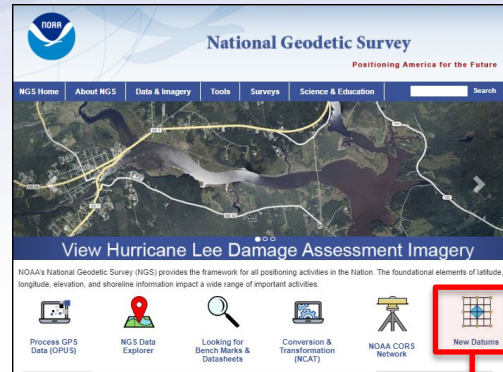 NOAA
National Geodetic Survey
Positioning America for the Future
NGS Home About NGS Data & Imagery Tools Surveys Science & Education Search
View Hurricane Lee Damage Assessment Imagery
NOAA's National Geodetic Survey (NGS) provides the framework for all positioning activities in the Nation. The foundational elements of latitude,
longitude, elevation, and shoreline information impact a wide range of important activities.
Process GPS
Data (OPUS)
NGS Data
Explorer
Looking for
Bench Marks &
Datasheets
Conversion &
Transformation
(NCAT)
NOAA CORS
Network
New Datums